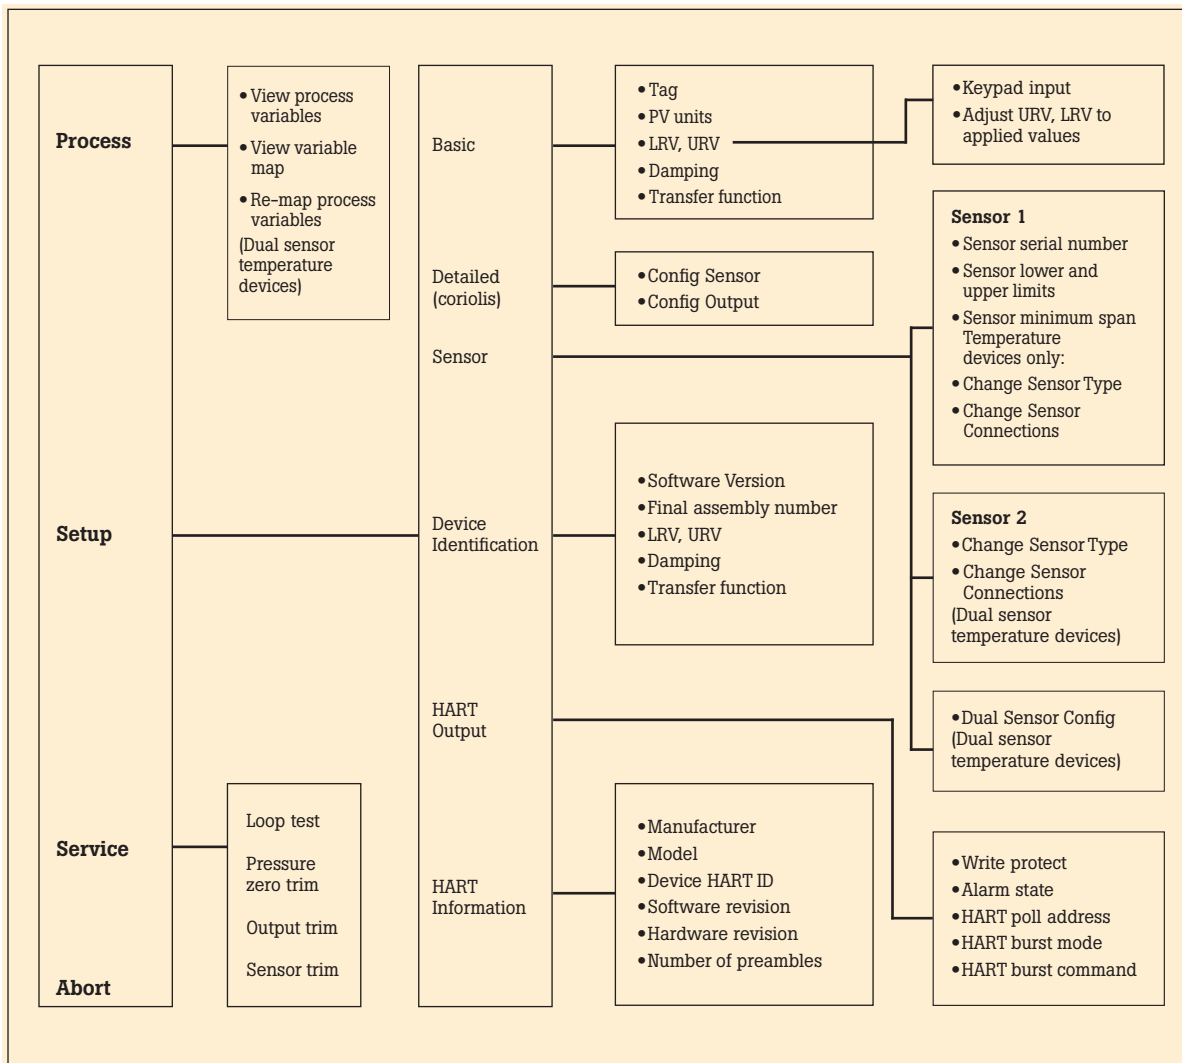 Process
Setup
Service
Abort
• View process
variables
• View variable
map
• Re-map process
variables
(Dual sensor
temperature
devices)
Loop test
Pressure
zero trim
Output trim
Sensor trim
Basic
Detailed
(coriolis)
Sensor
Device
Identification
HART
Output
HART
Information
• Tag
• PV units
• LRV, URV
• Damping
• Transfer function
• Config Sensor
• Config Output
• Software Version
• Final assembly number
• LRV, URV
• Damping
• Transfer function
• Manufacturer
• Model
• Device HART ID
• Software revision
• Hardware revision
• Number of preambles
• Keypad input
• Adjust URV, LRV to
applied values
Sensor 1
• Sensor serial number
• Sensor lower and
upper limits
• Sensor minimum span
Temperature
devices only:
• Change Sensor Type
• Change Sensor
Connections
Sensor 2
• Change Sensor Type
• Change Sensor
Connections
(Dual sensor
temperature devices)
• Dual Sensor Config
(Dual sensor
temperature devices)
• Write protect
• Alarm state
• HART poll address
• HART burst mode
• HART burst command